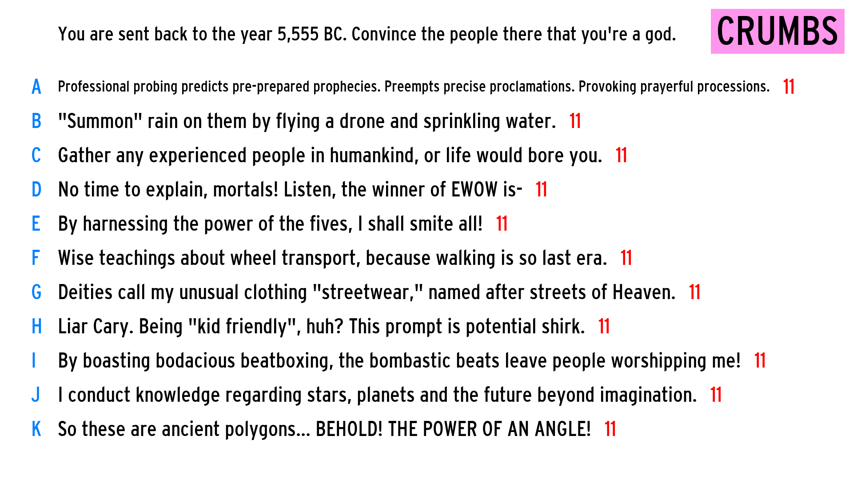 You are sent back to the year 5,555 BC. Convince the people there that you're a god.
CRUMBS
A Professional probing predicts pre-prepared prophecies. Preempts precise proclamations. Provoking prayerful processions. 11
B "Summon" rain on them by flying a drone and sprinkling water. 11
C Gather any experienced people in humankind, or life would bore you. 11
D No time to explain, mortals! Listen, the winner of EWOW is- 11
E By harnessing the power of the fives, I shall smite all! 11
F Wise teachings about wheel transport, because walking is so last era. 11
G Deities call my unusual clothing "streetwear," named after streets of Heaven. 11
H Liar Cary. Being "kid friendly", huh? This prompt is potential shirk. 11
I By boasting bodacious beatboxing, the bombastic beats leave people worshipping me! 11
J I conduct knowledge regarding stars, planets and the future beyond imagination. 11
K So these are ancient polygons... BEHOLD! THE POWER OF AN ANGLE! 11